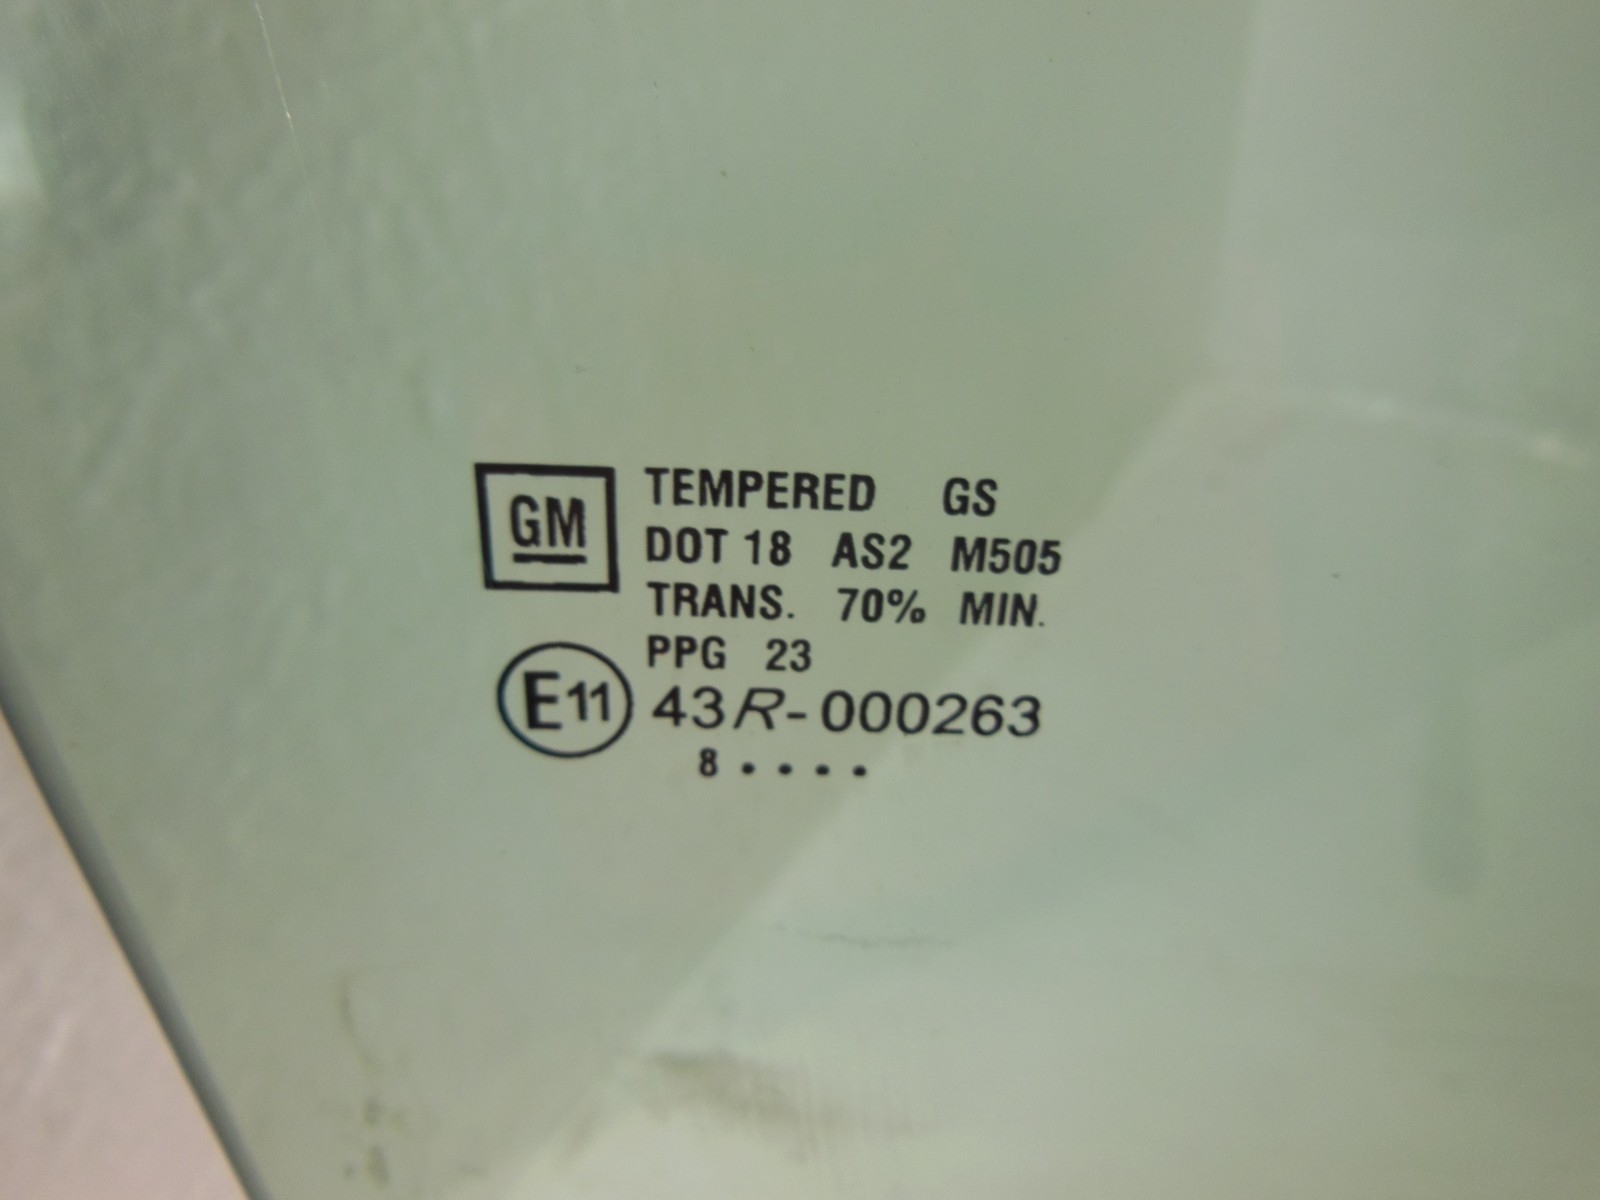 GM
TEMPERED GS
DOT 18 AS2 M505
TRANS. 70% MIN.
PPG 23
E11 43R-000263
8 • • • •